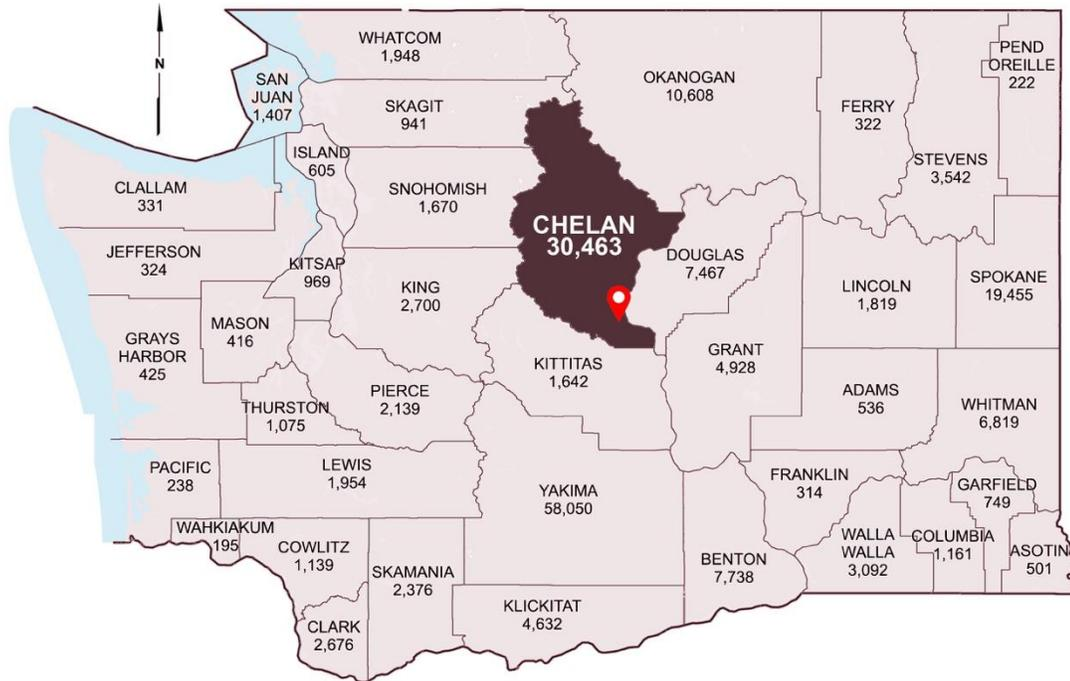 N
WHATCOM
1,948
SAN
JUAN
1,407
SKAGIT
941
OKANOGAN
10,608
FERRY
322
PEND
OREILLE
222
STEVENS
3,542
ISLAND
605
SNOHOMISH
1,670
CLALLAM
331
CHELAN
30,463
JEFFERSON
324
KITSAP
969
KING
2,700
DOUGLAS
7,467
LINCOLN
1,819
SPOKANE
19,455
GRAYS
HARBOR
425
MASON
416
KITTITAS
1,642
GRANT
4,928
ADAMS
536
WHITMAN
6,819
THURSTON
1,075
PIERCE
2,139
PACIFIC
238
LEWIS
1,954
YAKIMA
58,050
FRANKLIN
314
GARFIELD
749
WAHKIAKUM
195
COWLITZ
1,139
SKAMANIA
2,376
BENTON
7,738
WALLA
WALLA
3,092
COLUMBIA
1,161
ASOTIN
501
CLARK
2,676
KLICKITAT
4,632